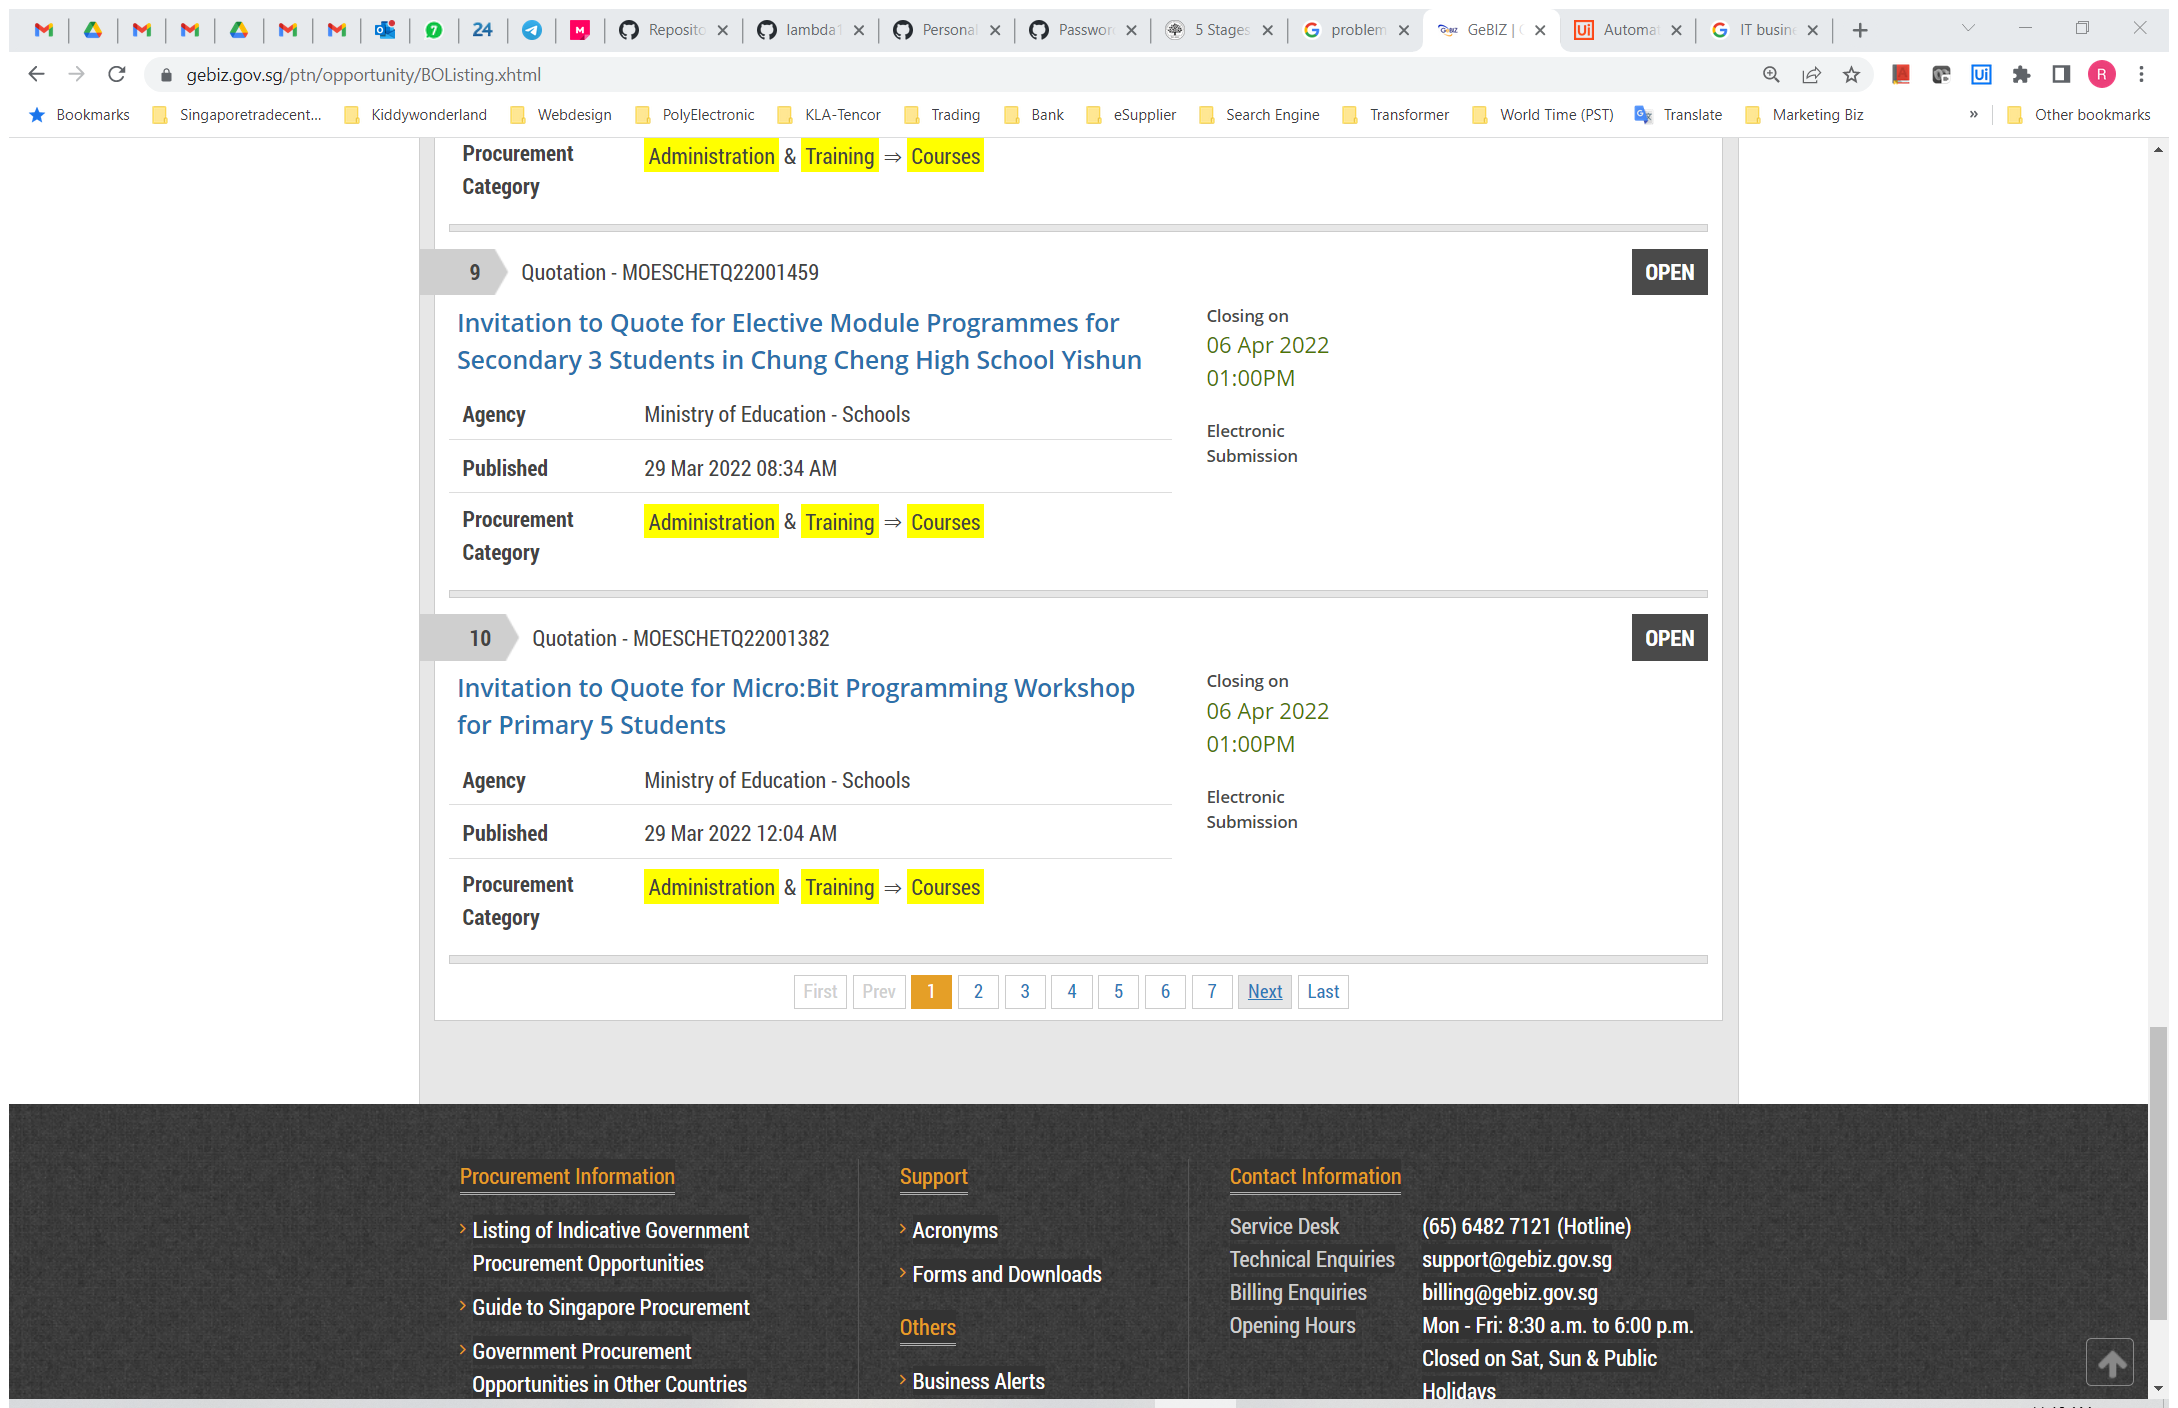 7
24
M
Reposito
lambda1
Personal
Passwor
5 Stages
problem
GeBIZ | 
Ui
Automat
IT busin
gebiz.gov.sg/ptn/opportunity/BOListing.xhtml
Ui
R
Bookmarks
Singaporetradecent...
Kiddywonderland
Webdesign
PolyElectronic
KLA-Tencor
Trading
Bank
eSupplier
Search Engine
Transformer
World Time (PST)
Translate
Marketing Biz
»
Other bookmarks
Procurement
Category
Administration & Training ⇒ Courses
9
Quotation - MOESCHETQ22001459
OPEN
Invitation to Quote for Elective Module Programmes for
Secondary 3 Students in Chung Cheng High School Yishun
Closing on
06 Apr 2022
01:00PM
Electronic
Submission
Agency
Ministry of Education - Schools
Published
29 Mar 2022 08:34 AM
Procurement
Category
Administration & Training ⇒ Courses
10
Quotation - MOESCHETQ22001382
OPEN
Invitation to Quote for Micro:Bit Programming Workshop
for Primary 5 Students
Closing on
06 Apr 2022
01:00PM
Electronic
Submission
Agency
Ministry of Education - Schools
Published
29 Mar 2022 12:04 AM
Procurement
Category
Administration & Training ⇒ Courses
First Prev 1 2 3 4 5 6 7 Next Last
Procurement Information
Listing of Indicative Government
Procurement Opportunities
Guide to Singapore Procurement
Government Procurement
Opportunities in Other Countries
Support
Acronyms
Forms and Downloads
Others
Business Alerts
Contact Information
Service Desk (65) 6482 7121 (Hotline)
Technical Enquiries support@gebiz.gov.sg
Billing Enquiries billing@gebiz.gov.sg
Opening Hours Mon - Fri: 8:30 a.m. to 6:00 p.m.
Closed on Sat, Sun & Public
Holidays